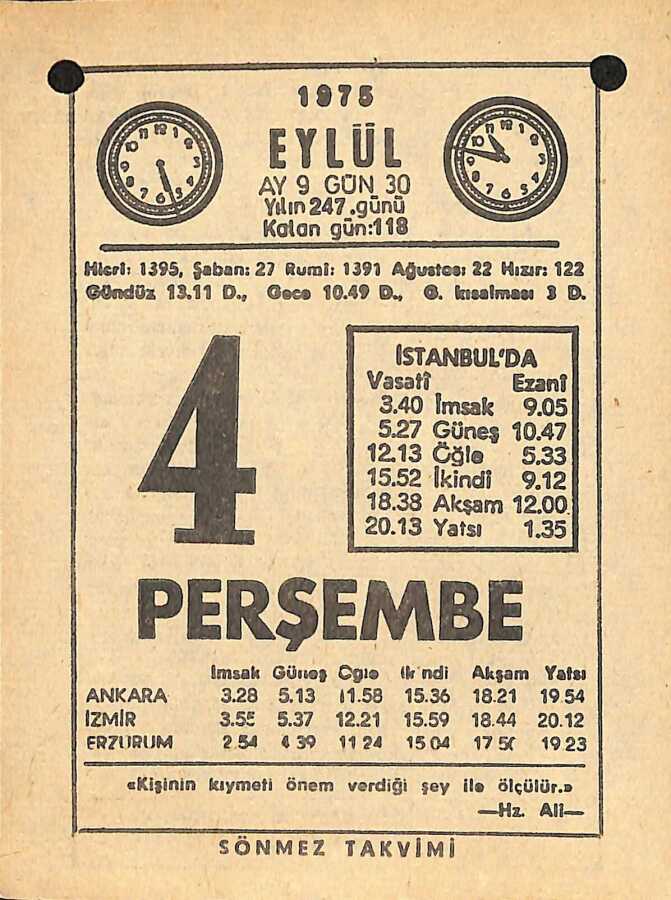 1975
EYLÜL
AY 9 GÜN 30
Yılın 247.günü
Kalan gün:118
Hicri: 1395, Şaban: 27 Rumi: 1391 Ağustos: 22 Hızır: 122
Gündüz 13.11 D., Gece 10.49 D., G. kısalması 3 D.
4
İSTANBUL'DA
Vasatî Ezanî
3.40 İmsak 9.05
5.27 Güneş 10.47
12.13 Öğle 5.33
15.52 İkindi 9.12
18.38 Akşam 12.00
20.13 Yatsı 1.35
PERŞEMBE
İmsak Güneş Öğle İkindi Akşam Yatsı
ANKARA 3.28 5.13 11.58 15.36 18.21 19.54
İZMİR 3.55 5.37 12.21 15.59 18.44 20.12
ERZURUM 2.54 4.39 11.24 15.04 19.23
«Kişinin kıymeti önem verdiği şey ile ölçülür.»
—Hz. Ali—
SÖNMEZ TAKVİMİ